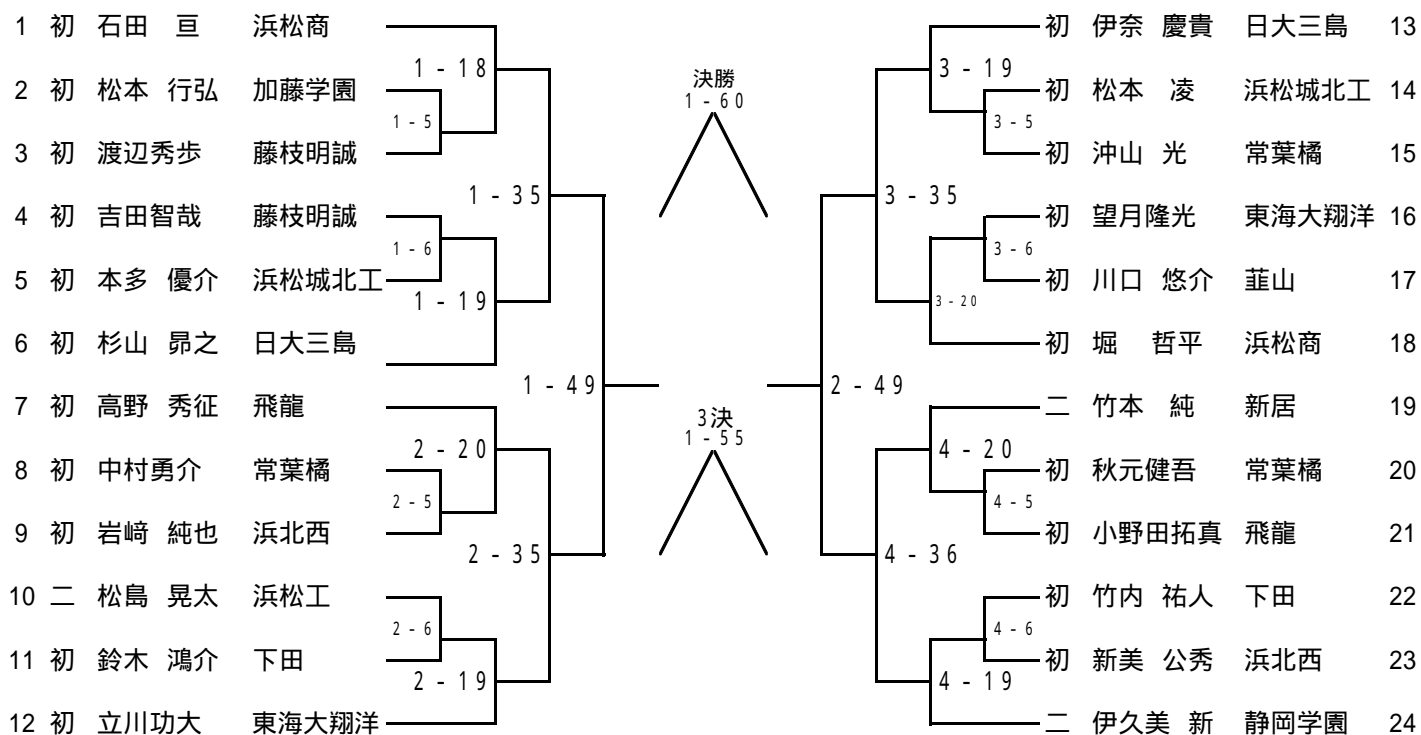 1 初 石田 亘 浜松商
1 - 18
2 初 松本 行弘 加藤学園
1 - 5
3 初 渡辺秀歩 藤枝明誠
1 - 35
4 初 吉田智哉 藤枝明誠
1 - 6
5 初 本多 優介 浜松城北工
1 - 19
6 初 杉山 昴之 日大三島
1 - 49
7 初 高野 秀征 飛龍
2 - 20
8 初 中村勇介 常葉橘
2 - 5
9 初 岩﨑 純也 浜北西
2 - 35
10 二 松島 晃太 浜松工
2 - 6
11 初 鈴木 鴻介 下田
2 - 19
12 初 立川功大 東海大翔洋
決勝
1 - 60
3決
1 - 55
初 伊奈 慶貴 日大三島 13
3 - 19
初 松本 凌 浜松城北工 14
3 - 5
初 沖山 光 常葉橘 15
3 - 35
初 望月隆光 東海大翔洋 16
3 - 6
初 川口 悠介 韮山 17
3 - 20
初 堀 哲平 浜松商 18
2 - 49
二 竹本 純 新居 19
4 - 20
初 秋元健吾 常葉橘 20
4 - 5
初 小野田拓真 飛龍 21
4 - 36
初 竹内 祐人 下田 22
4 - 6
初 新美 公秀 浜北西 23
4 - 19
二 伊久美 新 静岡学園 24